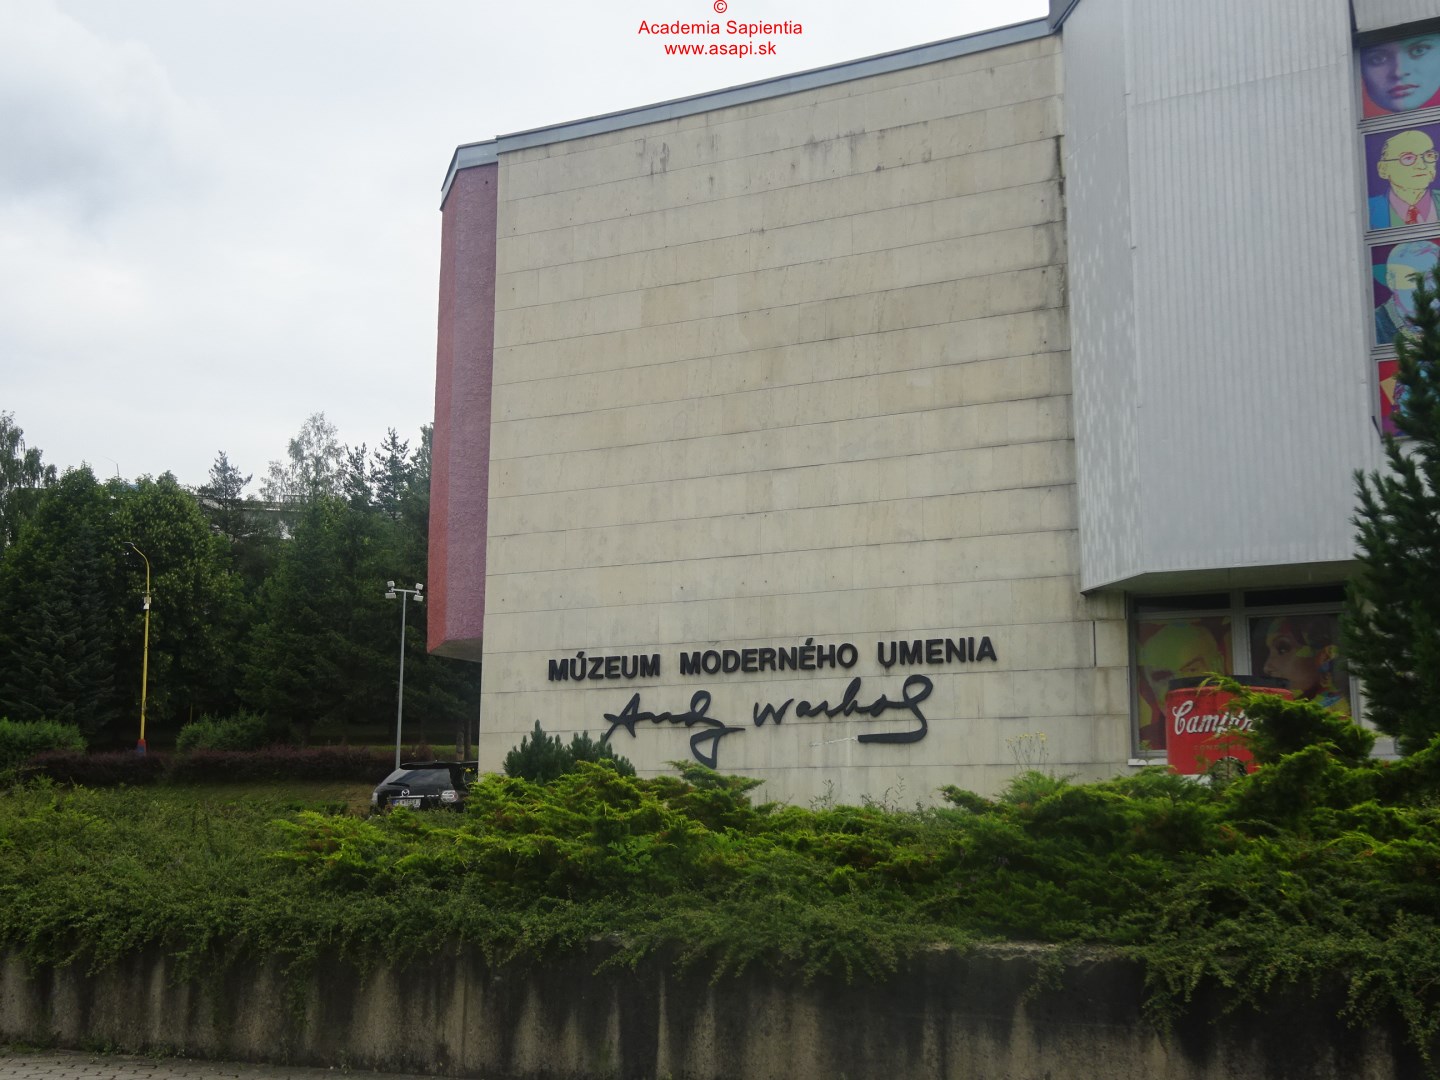 ©
Academia Sapientia
www.asapi.sk
MÚZEUM MODERNÉHO UMENIA
Andy Warhol